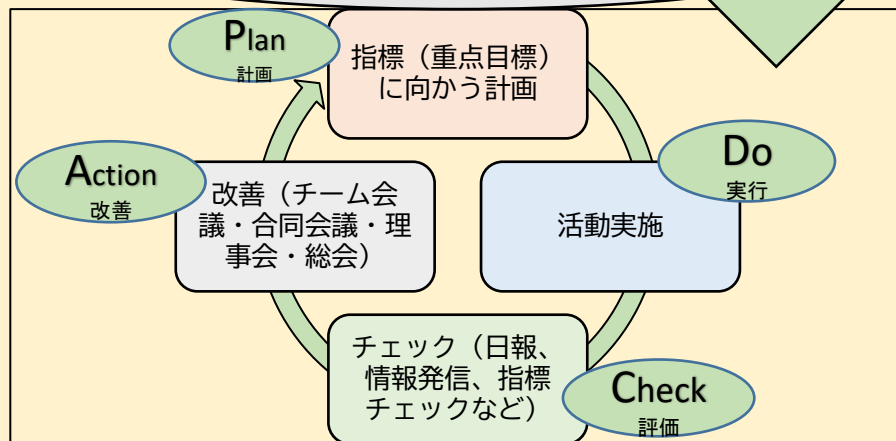 Plan
計画
指標（重点目標）
に向かう計画
Do
実行
活動実施
Action
改善
改善（チーム会
議・合同会議・理
事会・総会）
チェック（日報、
情報発信、指標
チェックなど）
Check
評価